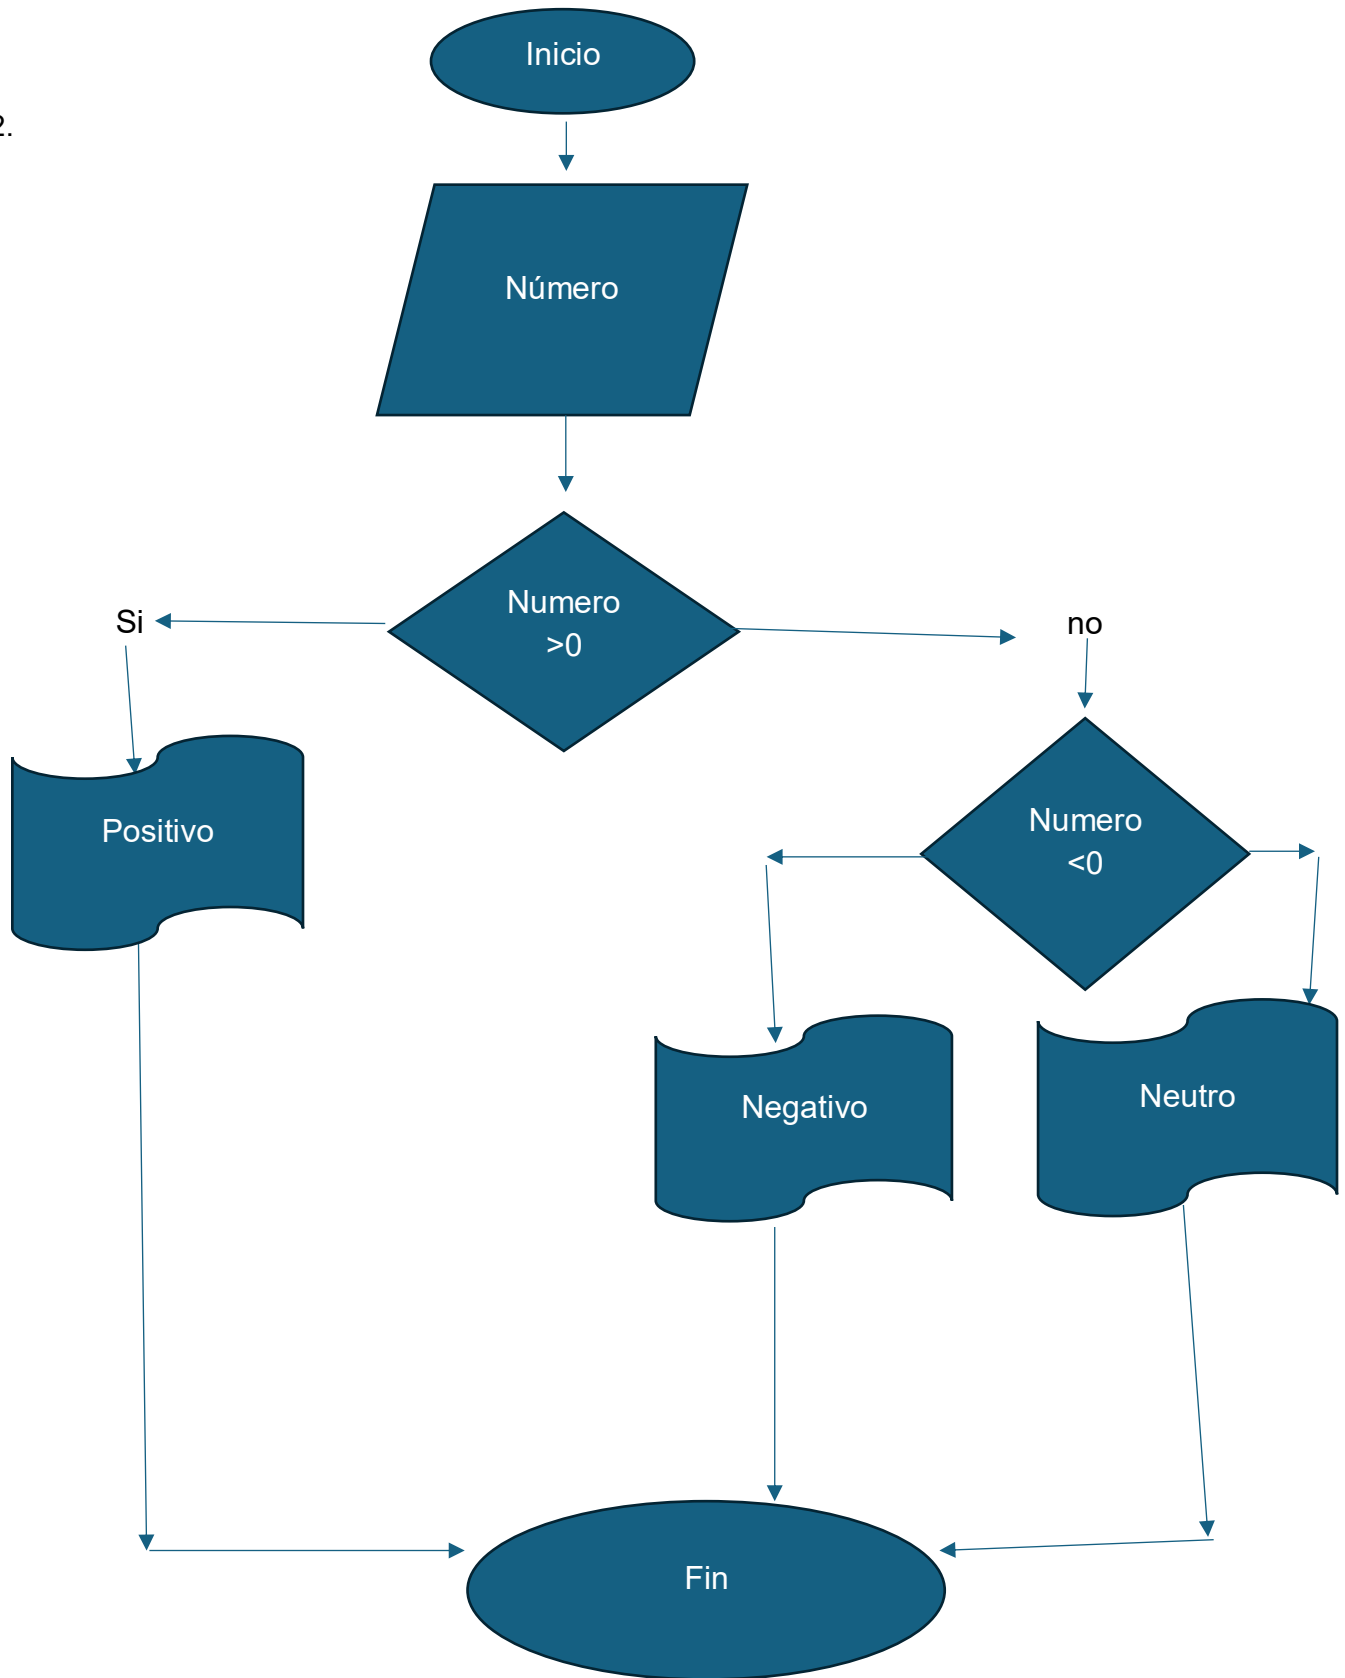 Inicio
2.
Número
Numero
>0
Si
no
Numero
<0
Positivo
Negativo
Neutro
Fin